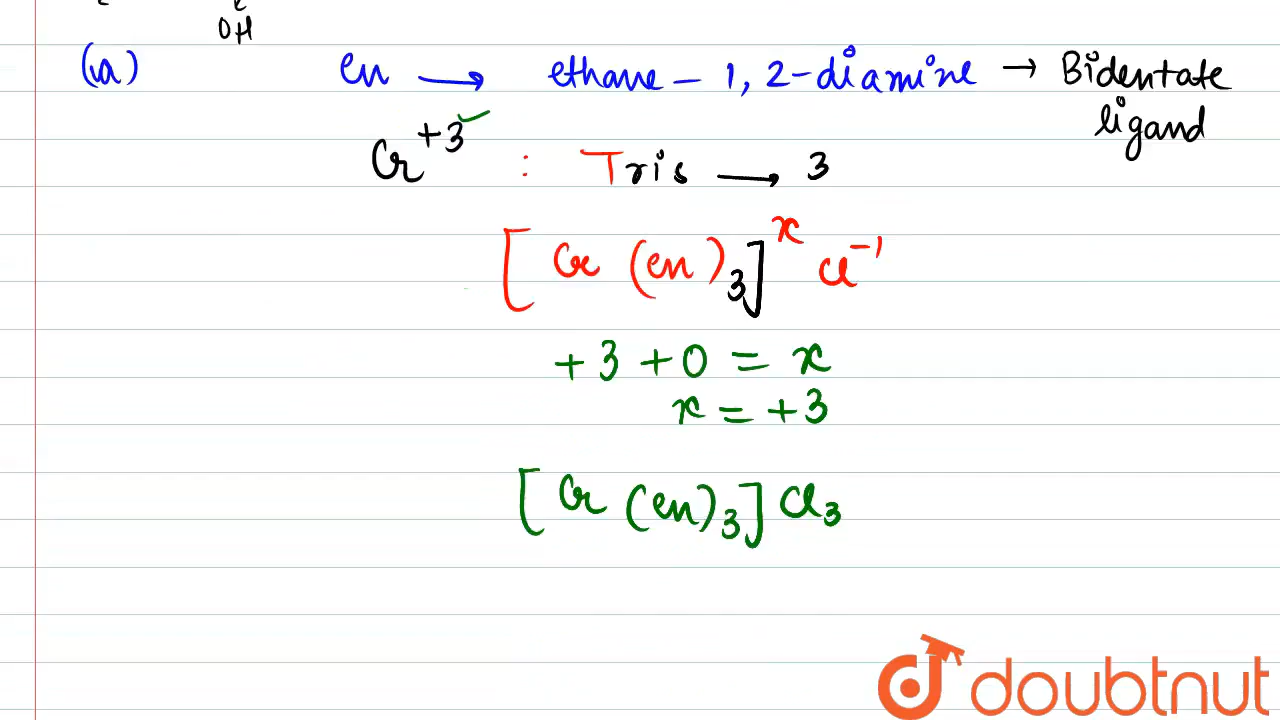 OH
(a) en → ethane - 1, 2-diamine → Bidentate ligand
Cr⁺³ ✓ : Tris → 3
[Cr (en)₃]ˣ Cl⁻¹
+3 + 0 = x
x = +3
[Cr (en)₃] Cl₃
doubtnut